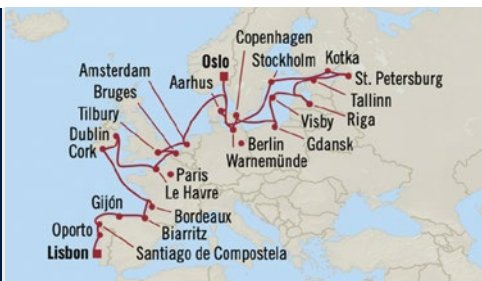 Copenhagen
Oslo
Stockholm
Kotka
Amsterdam
Aarhus
St. Petersburg
Bruges
Tallinn
Tilbury
Visby
Riga
Dublin
Berlin
Gdansk
Cork
Warnemünde
Paris
Le Havre
Gijón
Bordeaux
Oporto
Biarritz
Lisbon
Santiago de Compostela